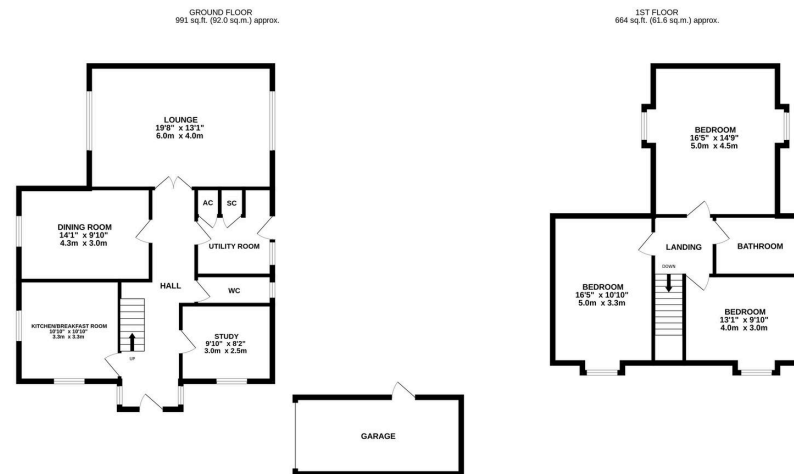 GROUND FLOOR
991 sq.ft. (92.0 sq.m.) approx.
1ST FLOOR
664 sq.ft. (61.6 sq.m.) approx.
LOUNGE
19'8" x 13'1"
6.0m x 4.0m
DINING ROOM
14'1" x 9'10"
4.3m x 3.0m
AC
SC
UTILITY ROOM
HALL
WC
KITCHEN/BREAKFAST ROOM
10'10" x 10'10"
3.3m x 3.3m
UP
STUDY
9'10" x 8'2"
3.0m x 2.5m
GARAGE
BEDROOM
16'5" x 14'9"
5.0m x 4.5m
LANDING
BATHROOM
DOWN
BEDROOM
16'5" x 10'10"
5.0m x 3.3m
BEDROOM
13'1" x 9'10"
4.0m x 3.0m